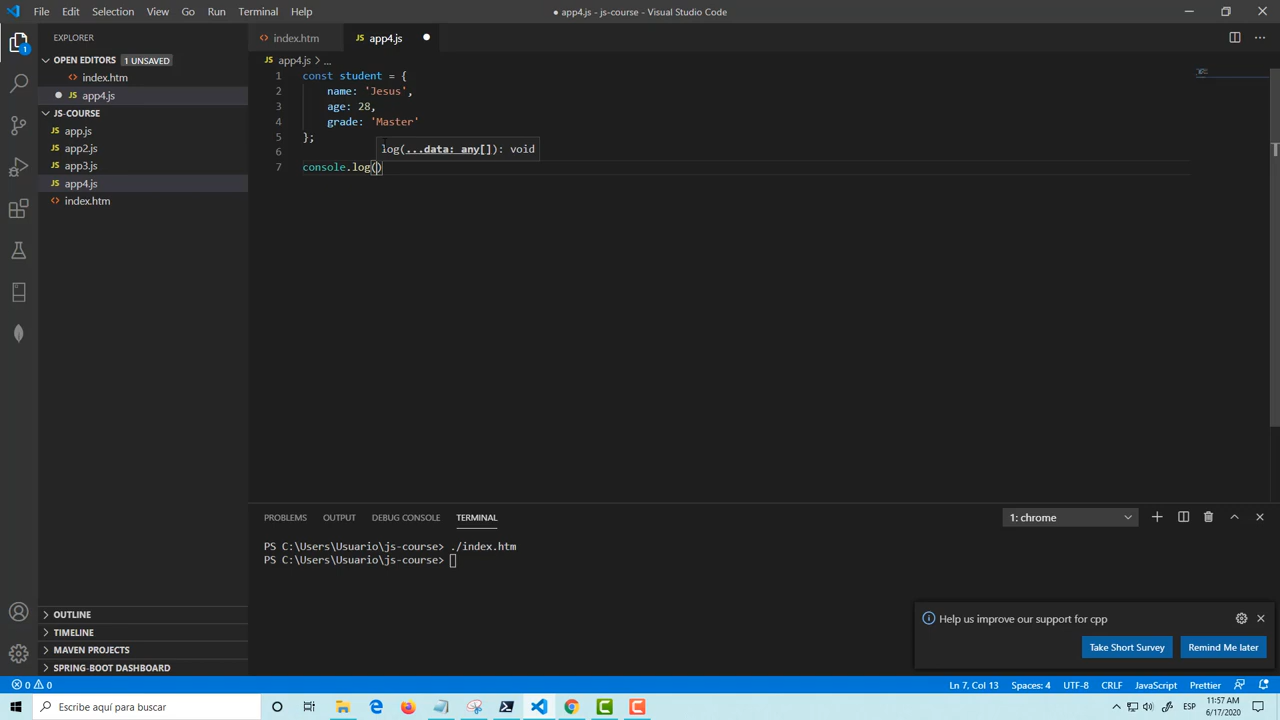 File Edit Selection View Go Run Terminal Help
● app4.js - js-course - Visual Studio Code
EXPLORER
OPEN EDITORS 1 UNSAVED
index.htm
JS app4.js
JS-COURSE
JS app.js
JS app2.js
JS app3.js
JS app4.js
index.htm
OUTLINE
TIMELINE
MAVEN PROJECTS
SPRING-BOOT DASHBOARD
1
index.htm JS app4.js
JS app4.js > ...
1 const student = {
2 name: 'Jesus',
3 age: 28,
4 grade: 'Master'
5 };
6
log(...data: any[]): void
7 console.log()
PROBLEMS OUTPUT DEBUG CONSOLE TERMINAL
1: chrome
PS C:\Users\Usuario\js-course> ./index.htm
PS C:\Users\Usuario\js-course>
Help us improve our support for cpp
Take Short Survey Remind Me later
0 0
Ln 7, Col 13 Spaces: 4 UTF-8 CRLF JavaScript Prettier
Escribe aquí para buscar
ESP
11:57 AM
6/17/2020